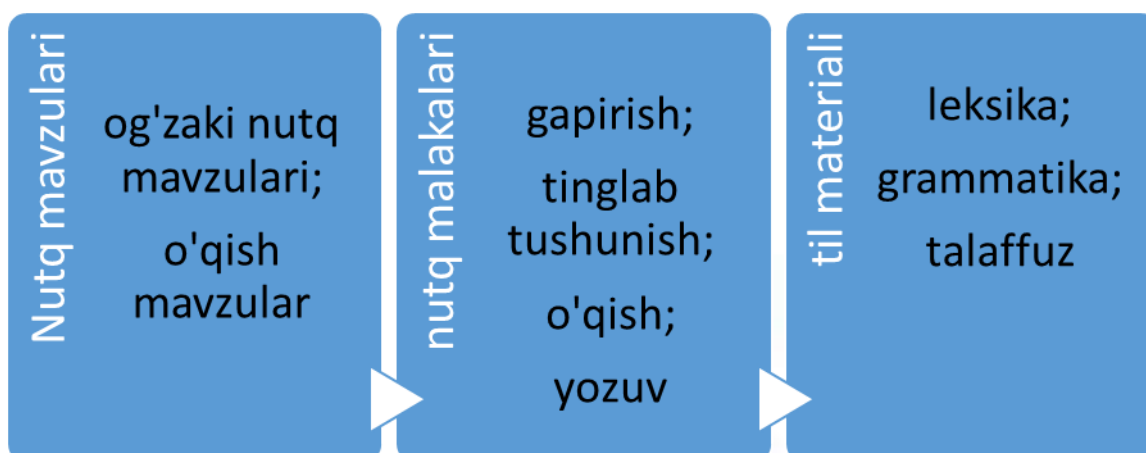 Nutq mavzulari
og'zaki nutq
mavzulari;
o'qish
mavzular
nutq malakalari
gapirish;
tinglab
tushunish;
o'qish;
yozuv
til materiali
leksika;
grammatika;
talaffuz